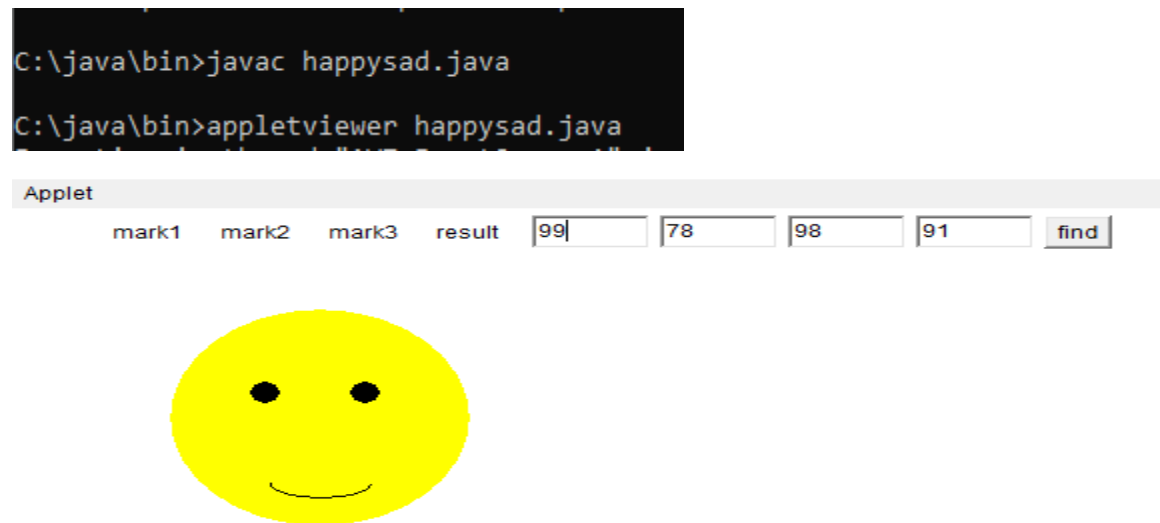 C:\java\bin>javac happysad.java
C:\java\bin>appletviewer happysad.java
Applet
mark1 mark2 mark3 result 99 78 98 91 find